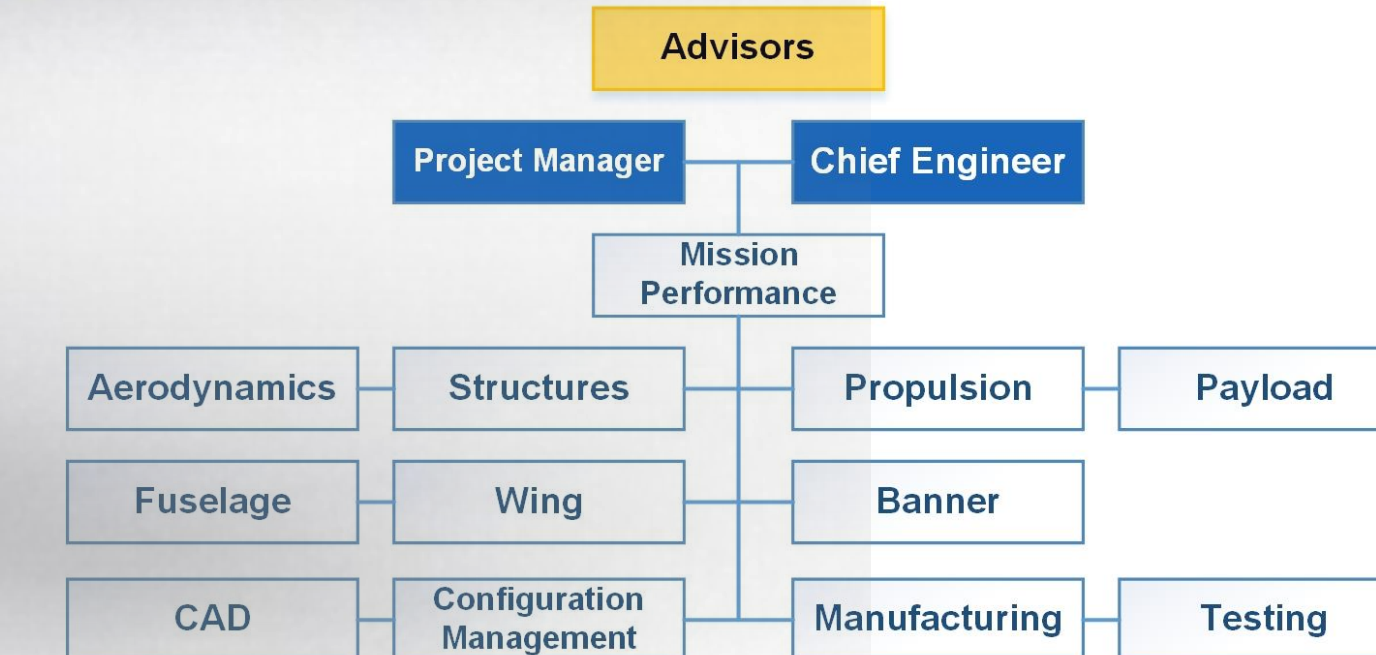 Advisors
Project Manager
Chief Engineer
Mission
Performance
Aerodynamics
Structures
Propulsion
Payload
Fuselage
Wing
Banner
CAD
Configuration
Management
Manufacturing
Testing